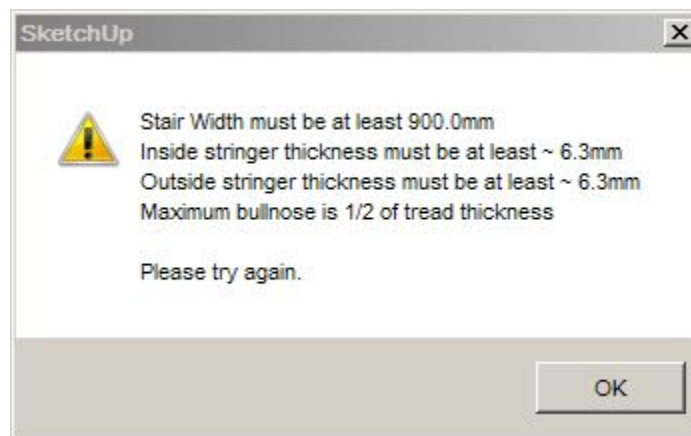 SketchUp
Stair Width must be at least 900.0mm
Inside stringer thickness must be at least ~ 6.3mm
Outside stringer thickness must be at least ~ 6.3mm
Maximum bullnose is 1/2 of tread thickness
Please try again.
OK